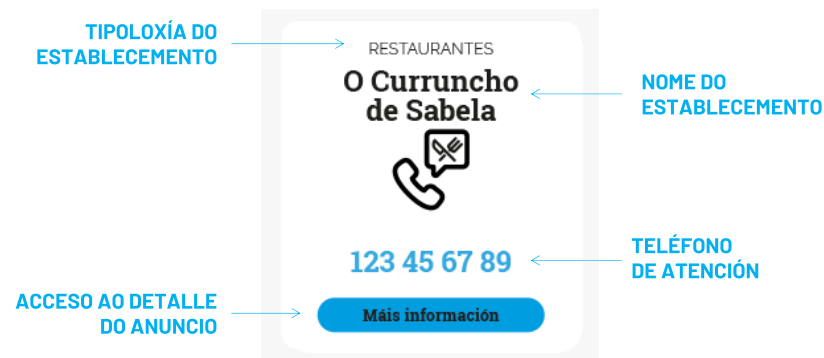 TIPOLOXÍA DO
ESTABLECEMENTO
RESTAURANTES
O Curruncho
de Sabela
NOME DO
ESTABLECEMENTO
123 45 67 89
TELÉFONO
DE ATENCIÓN
ACCESO AO DETALLE
DO ANUNCIO
Máis información